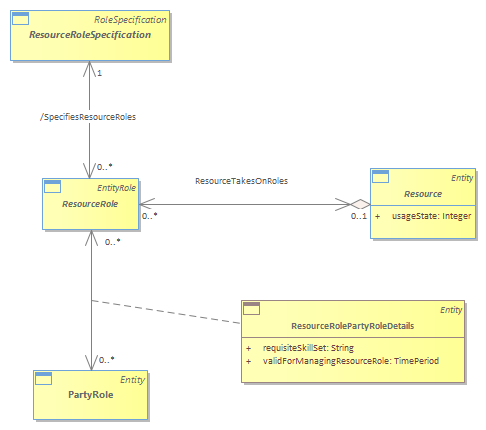 RoleSpecification
ResourceRoleSpecification
1
/SpecifiesResourceRoles
0..*
ResourceTakesOnRoles
EntityRole
ResourceRole
0..*
0..1
Entity
Resource
+ usageState: Integer
0..*
Entity
ResourceRolePartyRoleDetails
+ requisiteSkillSet: String
+ validForManagingResourceRole: TimePeriod
0..*
Entity
PartyRole